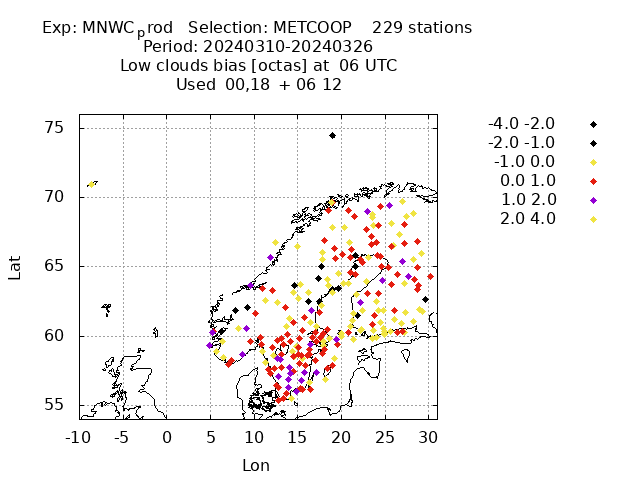 Exp: MNWCprod   Selection: METCOOP    229 stations
Period: 20240310-20240326
Low clouds bias [octas] at  06 UTC
Used  00,18  + 06 12
-4.0 -2.0
-2.0 -1.0
-1.0 0.0
0.0 1.0
1.0 2.0
2.0 4.0
75
70
65
60
55
Lat
-10 -5 0 5 10 15 20 25 30
Lon